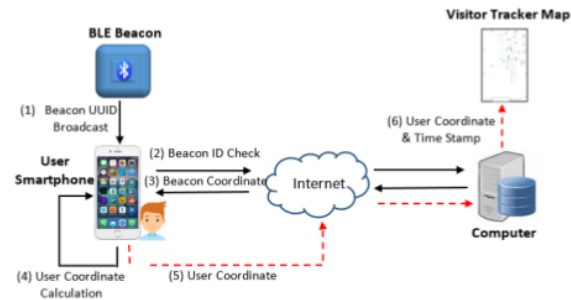 Visitor Tracker Map
BLE Beacon
(1) Beacon UUID
Broadcast
(6) User Coordinate
& Time Stamp
User
Smartphone
(2) Beacon ID Check
(3) Beacon Coordinate
Internet
Computer
(4) User Coordinate
Calculation
(5) User Coordinate